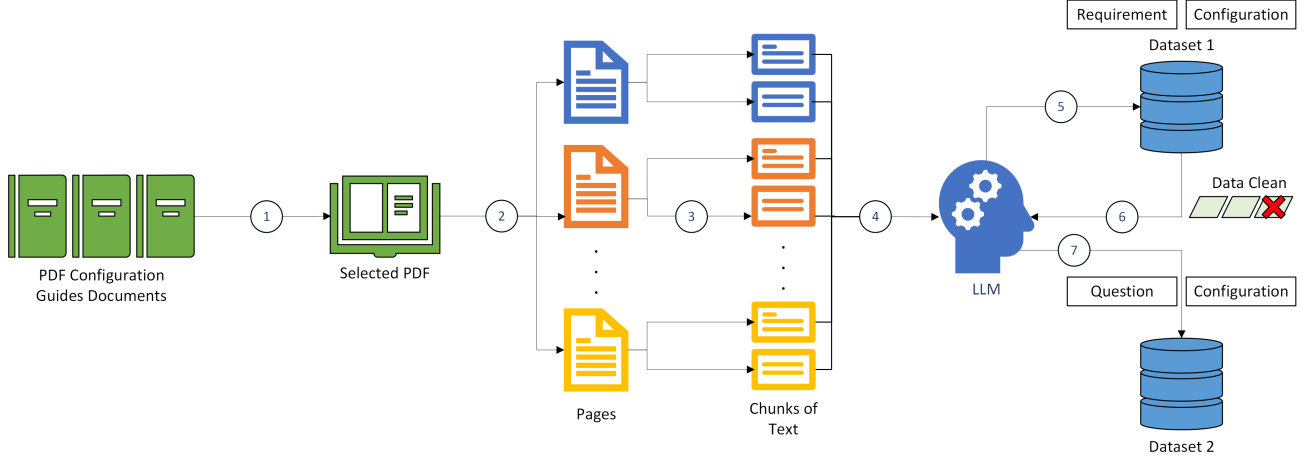 Requirement
Configuration
Dataset 1
5
Data Clean
1
2
3
4
6
PDF Configuration
Guides Documents
Selected PDF
LLM
7
Question
Configuration
Pages
Chunks of
Text
Dataset 2